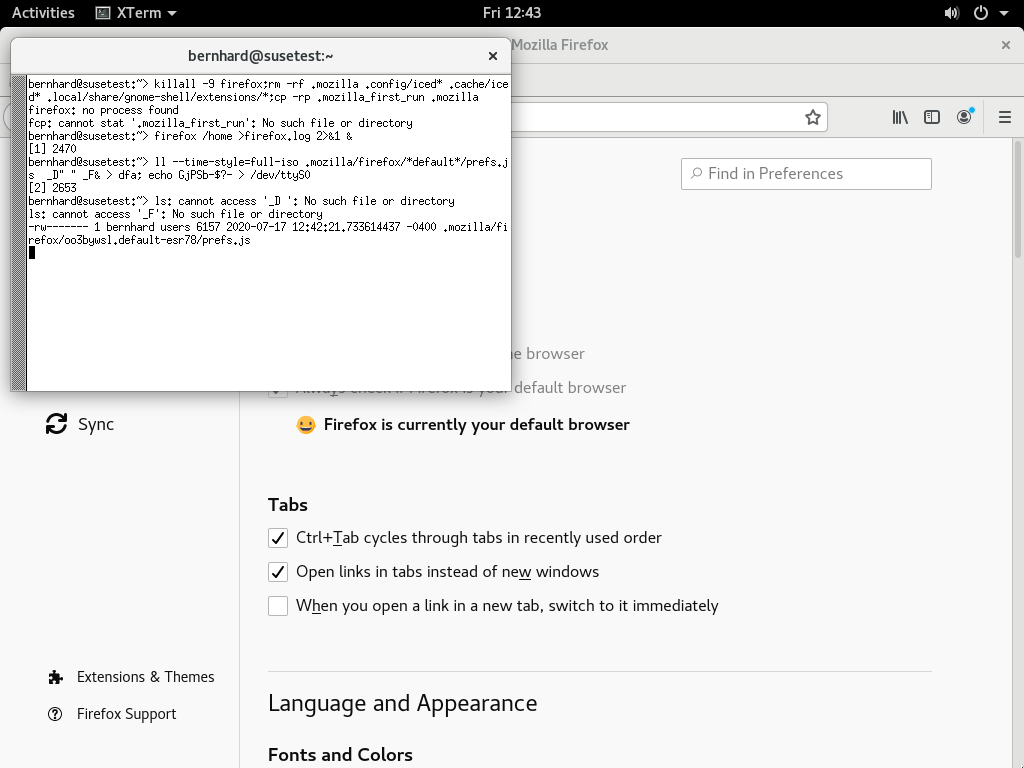 Activities
XTerm
Fri 12:43
Mozilla Firefox
bernhard@susetest:~
bernhard@susetest:~> killall -9 firefox;rm -rf .mozilla .config/iced* .cache/ice
d* .local/share/gnome-shell/extensions/*;cp -rp .mozilla_first_run .mozilla
firefox: no process found
fcp: cannot stat '.mozilla_first_run': No such file or directory
bernhard@susetest:~> firefox /home >firefox.log 2>&1 &
[1] 2470
bernhard@susetest:~> ll --time-style=full-iso .mozilla/firefox/*default*/prefs.j
s _D" " _F& > dfa; echo GjPSb-$?- > /dev/ttyS0
[2] 2653
bernhard@susetest:~> ls: cannot access '_D ': No such file or directory
ls: cannot access '_F': No such file or directory
-rw------- 1 bernhard users 6157 2020-07-17 12:42:21.733614437 -0400 .mozilla/fi
refox/oo3bywsl.default-esr78/prefs.js
Find in Preferences
browser
Always check if Firefox is your default browser
Firefox is currently your default browser
Sync
Tabs
Ctrl+Tab cycles through tabs in recently used order
Open links in tabs instead of new windows
When you open a link in a new tab, switch to it immediately
Extensions & Themes
Firefox Support
Language and Appearance
Fonts and Colors